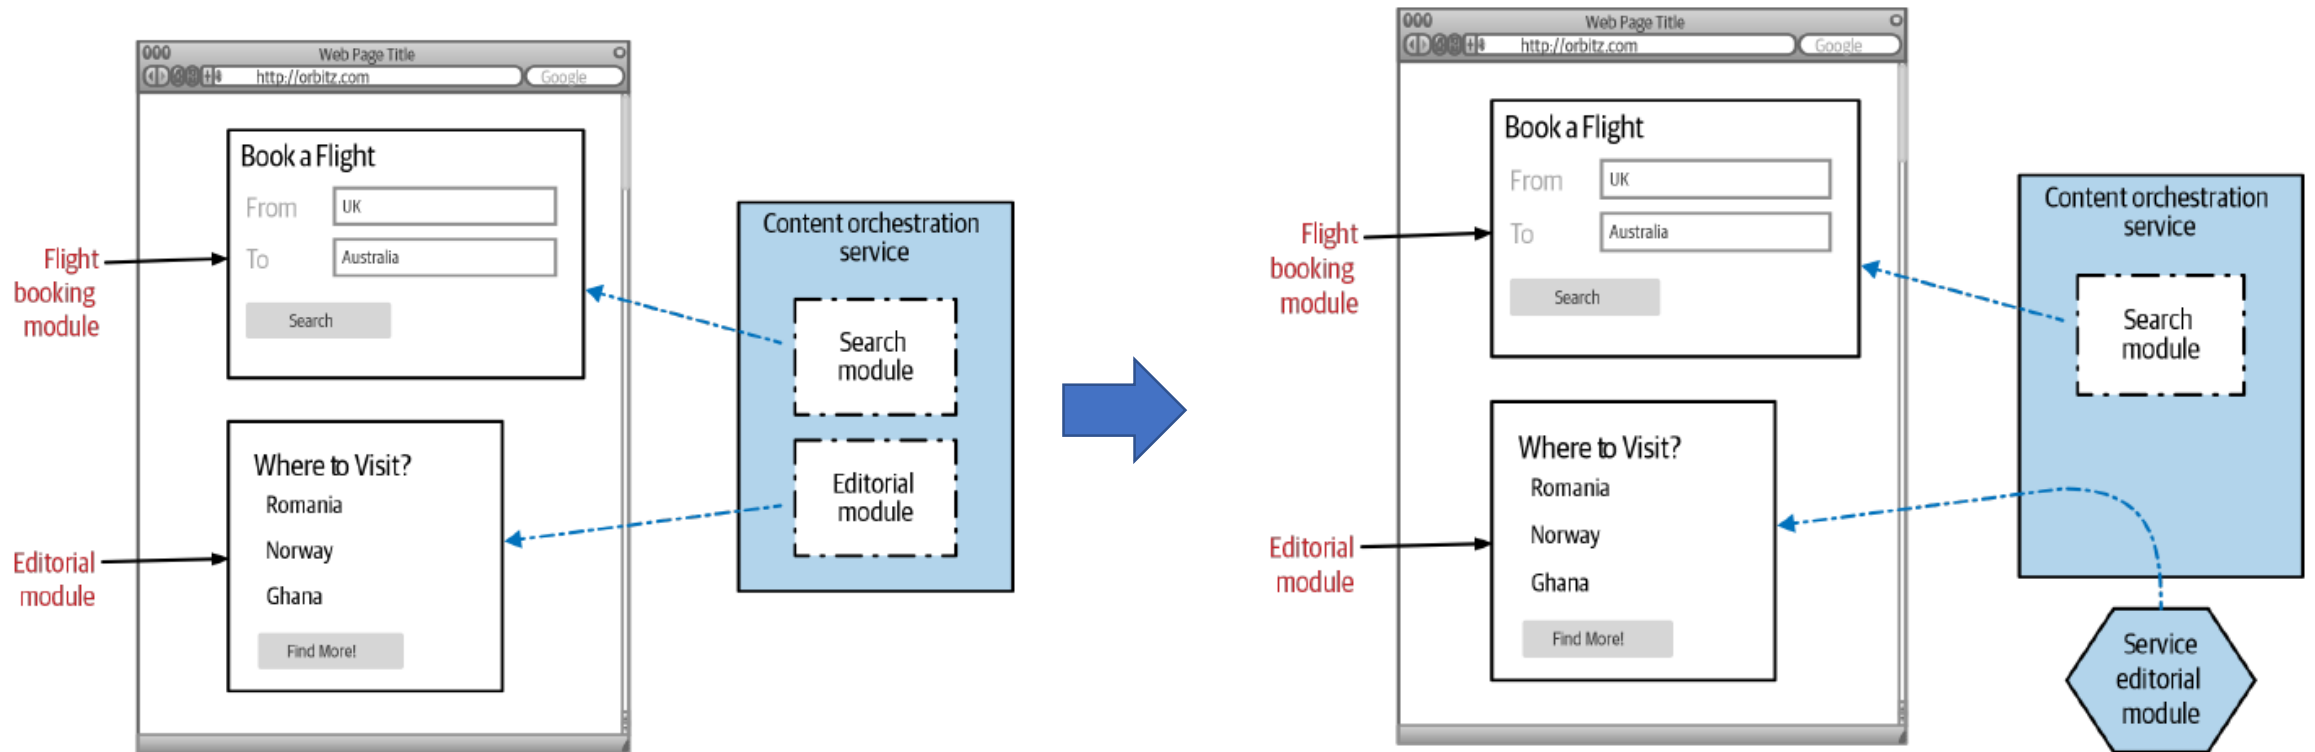 000
Web Page Title
http://orbitz.com
Google
Book a Flight
From
UK
To
Australia
Search
Flight
booking
module
Where to Visit?
Romania
Norway
Ghana
Find More!
Editorial
module
Content orchestration
service
Search
module
Editorial
module
000
Web Page Title
http://orbitz.com
Google
Book a Flight
From
UK
To
Australia
Search
Flight
booking
module
Where to Visit?
Romania
Norway
Ghana
Find More!
Editorial
module
Content orchestration
service
Search
module
Service
editorial
module